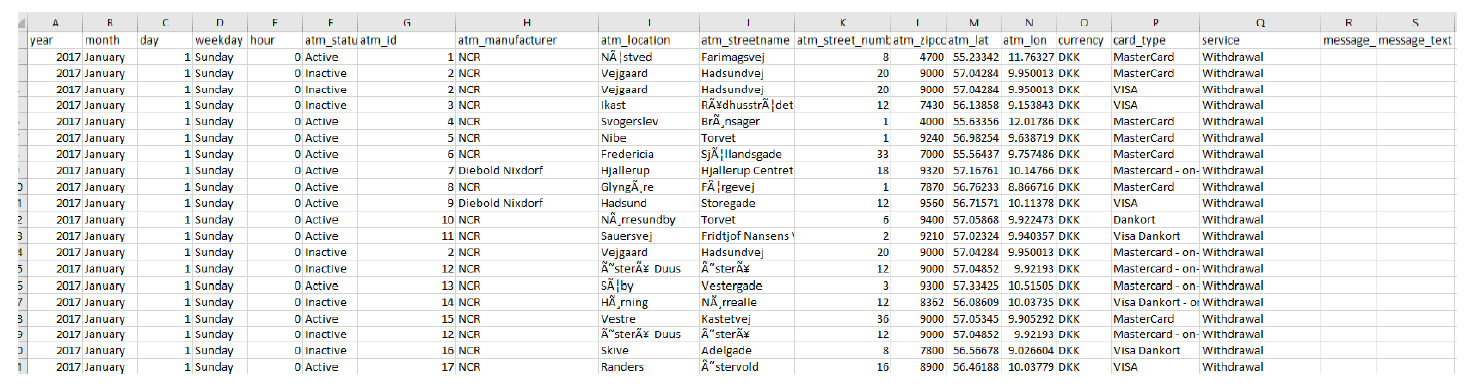 A B C D E F G H I J K L M N O P Q R S
year month day weekday hour atm_statu atm_id atm_manufacturer atm_location atm_streetname atm_street_numb atm_zipcc atm_lat atm_lon currency card_type service message_ message_text
2017 January 1 Sunday 0 Active 1 NCR NÃ¦stved Farimagsvej 8 4700 55.23342 11.76327 DKK MasterCard Withdrawal
2017 January 1 Sunday 0 Inactive 2 NCR Vejgaard Hadsundvej 20 9000 57.04284 9.950013 DKK MasterCard Withdrawal
2017 January 1 Sunday 0 Inactive 2 NCR Vejgaard Hadsundvej 20 9000 57.04284 9.950013 DKK VISA Withdrawal
2017 January 1 Sunday 0 Inactive 3 NCR Ikast RÃ¥dhusstrÃ¦det 12 7430 56.13858 9.153843 DKK VISA Withdrawal
2017 January 1 Sunday 0 Active 4 NCR Svogerslev BrÃ¸nsager 1 4000 55.63356 12.01786 DKK MasterCard Withdrawal
2017 January 1 Sunday 0 Active 5 NCR Nibe Torvet 1 9240 56.98254 9.638719 DKK MasterCard Withdrawal
2017 January 1 Sunday 0 Active 6 NCR Fredericia SjÃ¦llandsgade 33 7000 55.56437 9.757486 DKK MasterCard Withdrawal
2017 January 1 Sunday 0 Active 7 Diebold Nixdorf Hjallerup Hjallerup Centret 18 9320 57.16761 10.14766 DKK Mastercard - on- Withdrawal
0 2017 January 1 Sunday 0 Active 8 NCR GlyngÃ¸re FÃ¦rgevej 1 7870 56.76233 8.866716 DKK MasterCard Withdrawal
1 2017 January 1 Sunday 0 Active 9 Diebold Nixdorf Hadsund Storegade 12 9560 56.71571 10.11378 DKK VISA Withdrawal
2 2017 January 1 Sunday 0 Active 10 NCR NÃ¸rresundby Torvet 6 9400 57.05868 9.922473 DKK Dankort Withdrawal
3 2017 January 1 Sunday 0 Active 11 NCR Sauersvej Fridtjof Nansens 2 9210 57.02324 9.940357 DKK Visa Dankort Withdrawal
4 2017 January 1 Sunday 0 Inactive 2 NCR Vejgaard Hadsundvej 20 9000 57.04284 9.950013 DKK Mastercard - on- Withdrawal
5 2017 January 1 Sunday 0 Inactive 12 NCR Ã˜sterÃ¥ Duus Ã˜sterÃ¥ 12 9000 57.04852 9.92193 DKK Mastercard - on- Withdrawal
6 2017 January 1 Sunday 0 Active 13 NCR SÃ¦by Vestergade 3 9300 57.33425 10.51505 DKK Mastercard - on- Withdrawal
7 2017 January 1 Sunday 0 Inactive 14 NCR HÃ¸rning NÃ¸rrealle 12 8362 56.08609 10.03735 DKK Visa Dankort - or Withdrawal
8 2017 January 1 Sunday 0 Active 15 NCR Vestre Kastetvej 36 9000 57.05345 9.905292 DKK MasterCard Withdrawal
9 2017 January 1 Sunday 0 Inactive 12 NCR Ã˜sterÃ¥ Duus Ã˜sterÃ¥ 12 9000 57.04852 9.92193 DKK Mastercard - on- Withdrawal
0 2017 January 1 Sunday 0 Inactive 16 NCR Skive Adelgade 8 7800 56.56678 9.026604 DKK Visa Dankort Withdrawal
1 2017 January 1 Sunday 0 Active 17 NCR Randers Ã˜stervold 16 8900 56.46188 10.03779 DKK VISA Withdrawal